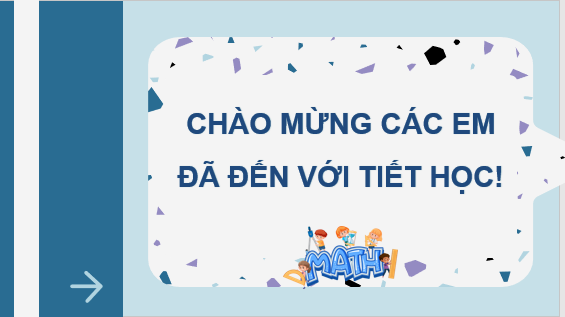 CHÀO MỪNG CÁC EM
ĐÃ ĐẾN VỚI TIẾT HỌC!
MATH